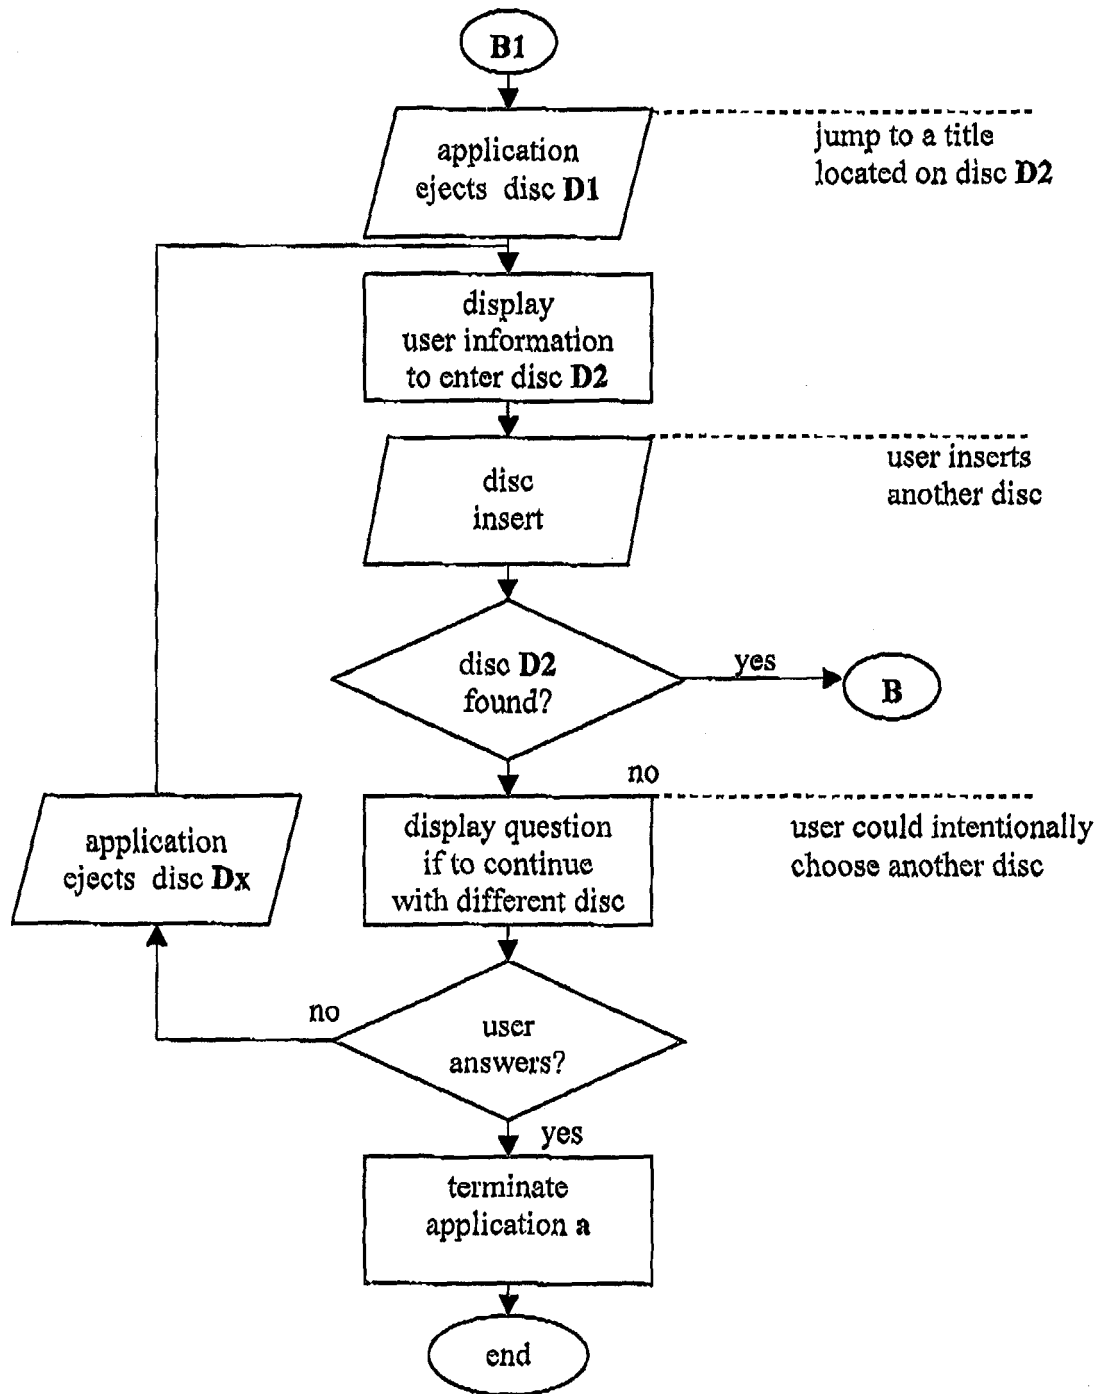 B1
application
ejects disc D1
jump to a title
located on disc D2
display
user information
to enter disc D2
disc
insert
user inserts
another disc
disc D2
found?
yes
B
no
display question
if to continue
with different disc
user could intentionally
choose another disc
application
ejects disc Dx
no
user
answers?
yes
terminate
application a
end